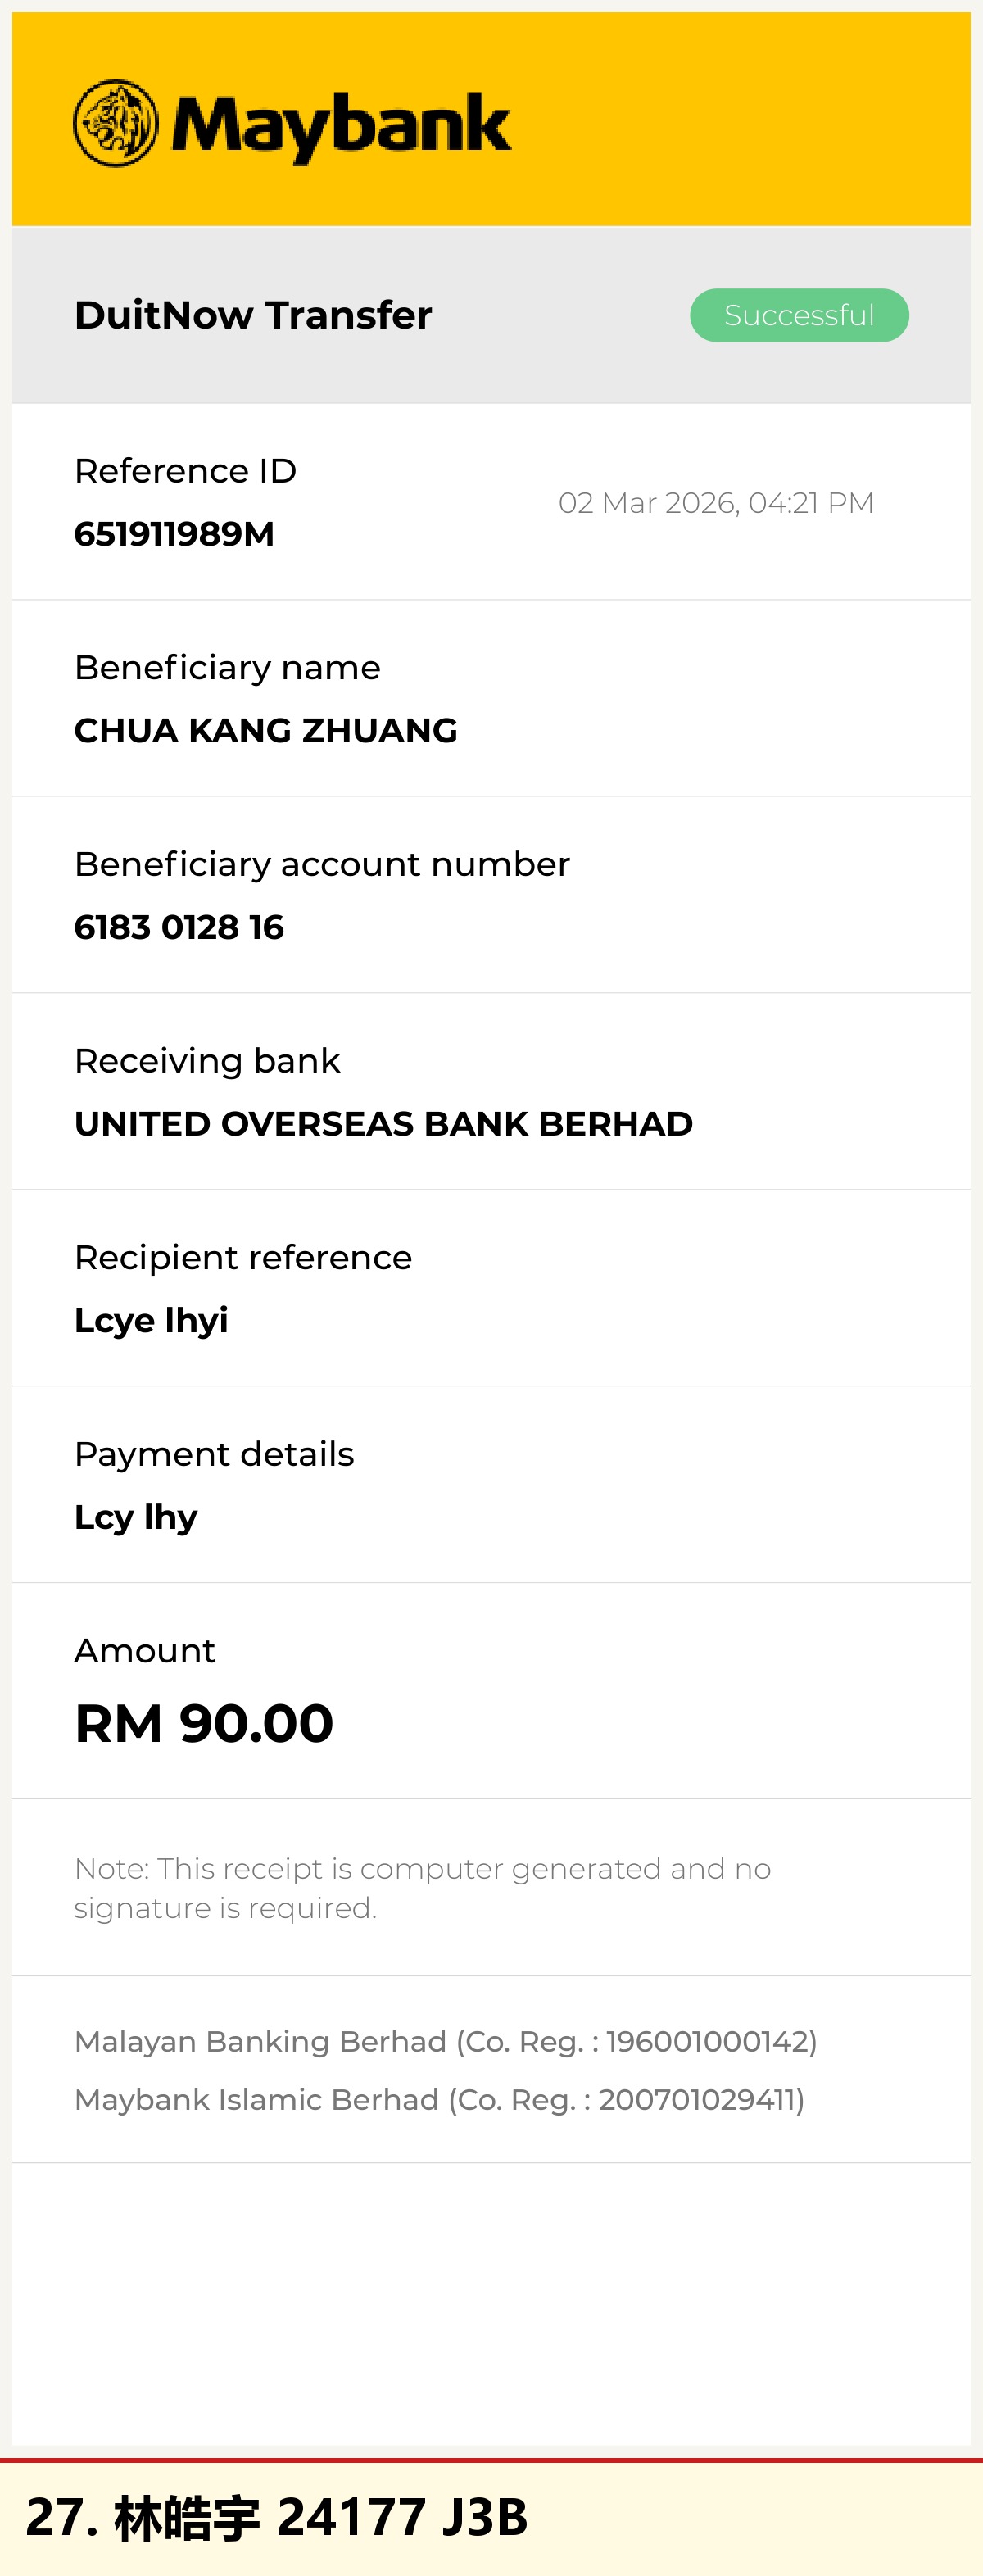 Maybank
DuitNow Transfer
Successful
Reference ID
651911989M
02 Mar 2026, 04:21 PM
Beneficiary name
CHUA KANG ZHUANG
Beneficiary account number
6183 0128 16
Receiving bank
UNITED OVERSEAS BANK BERHAD
Recipient reference
Lcye lhyi
Payment details
Lcy lhy
Amount
RM 90.00
Note: This receipt is computer generated and no
signature is required.
Malayan Banking Berhad (Co. Reg. : 196001000142)
Maybank Islamic Berhad (Co. Reg. : 200701029411)
27. 林皓宇 24177 J3B